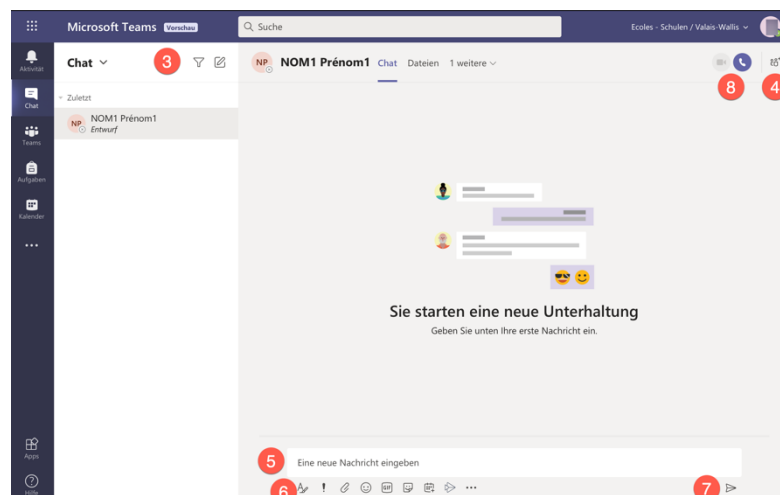 Microsoft Teams Vorschau
Suche
Ecoles - Schulen / Valais-Wallis
Aktivität
Chat
Teams
Aufgaben
Kalender
Apps
Hilfe
Chat
3
Zuletzt
NP
NOM1 Prénom1
Entwurf
NP NOM1 Prénom1 Chat Dateien 1 weitere
8
4
Sie starten eine neue Unterhaltung
Geben Sie unten Ihre erste Nachricht ein.
5
Eine neue Nachricht eingeben
6
GIF
7